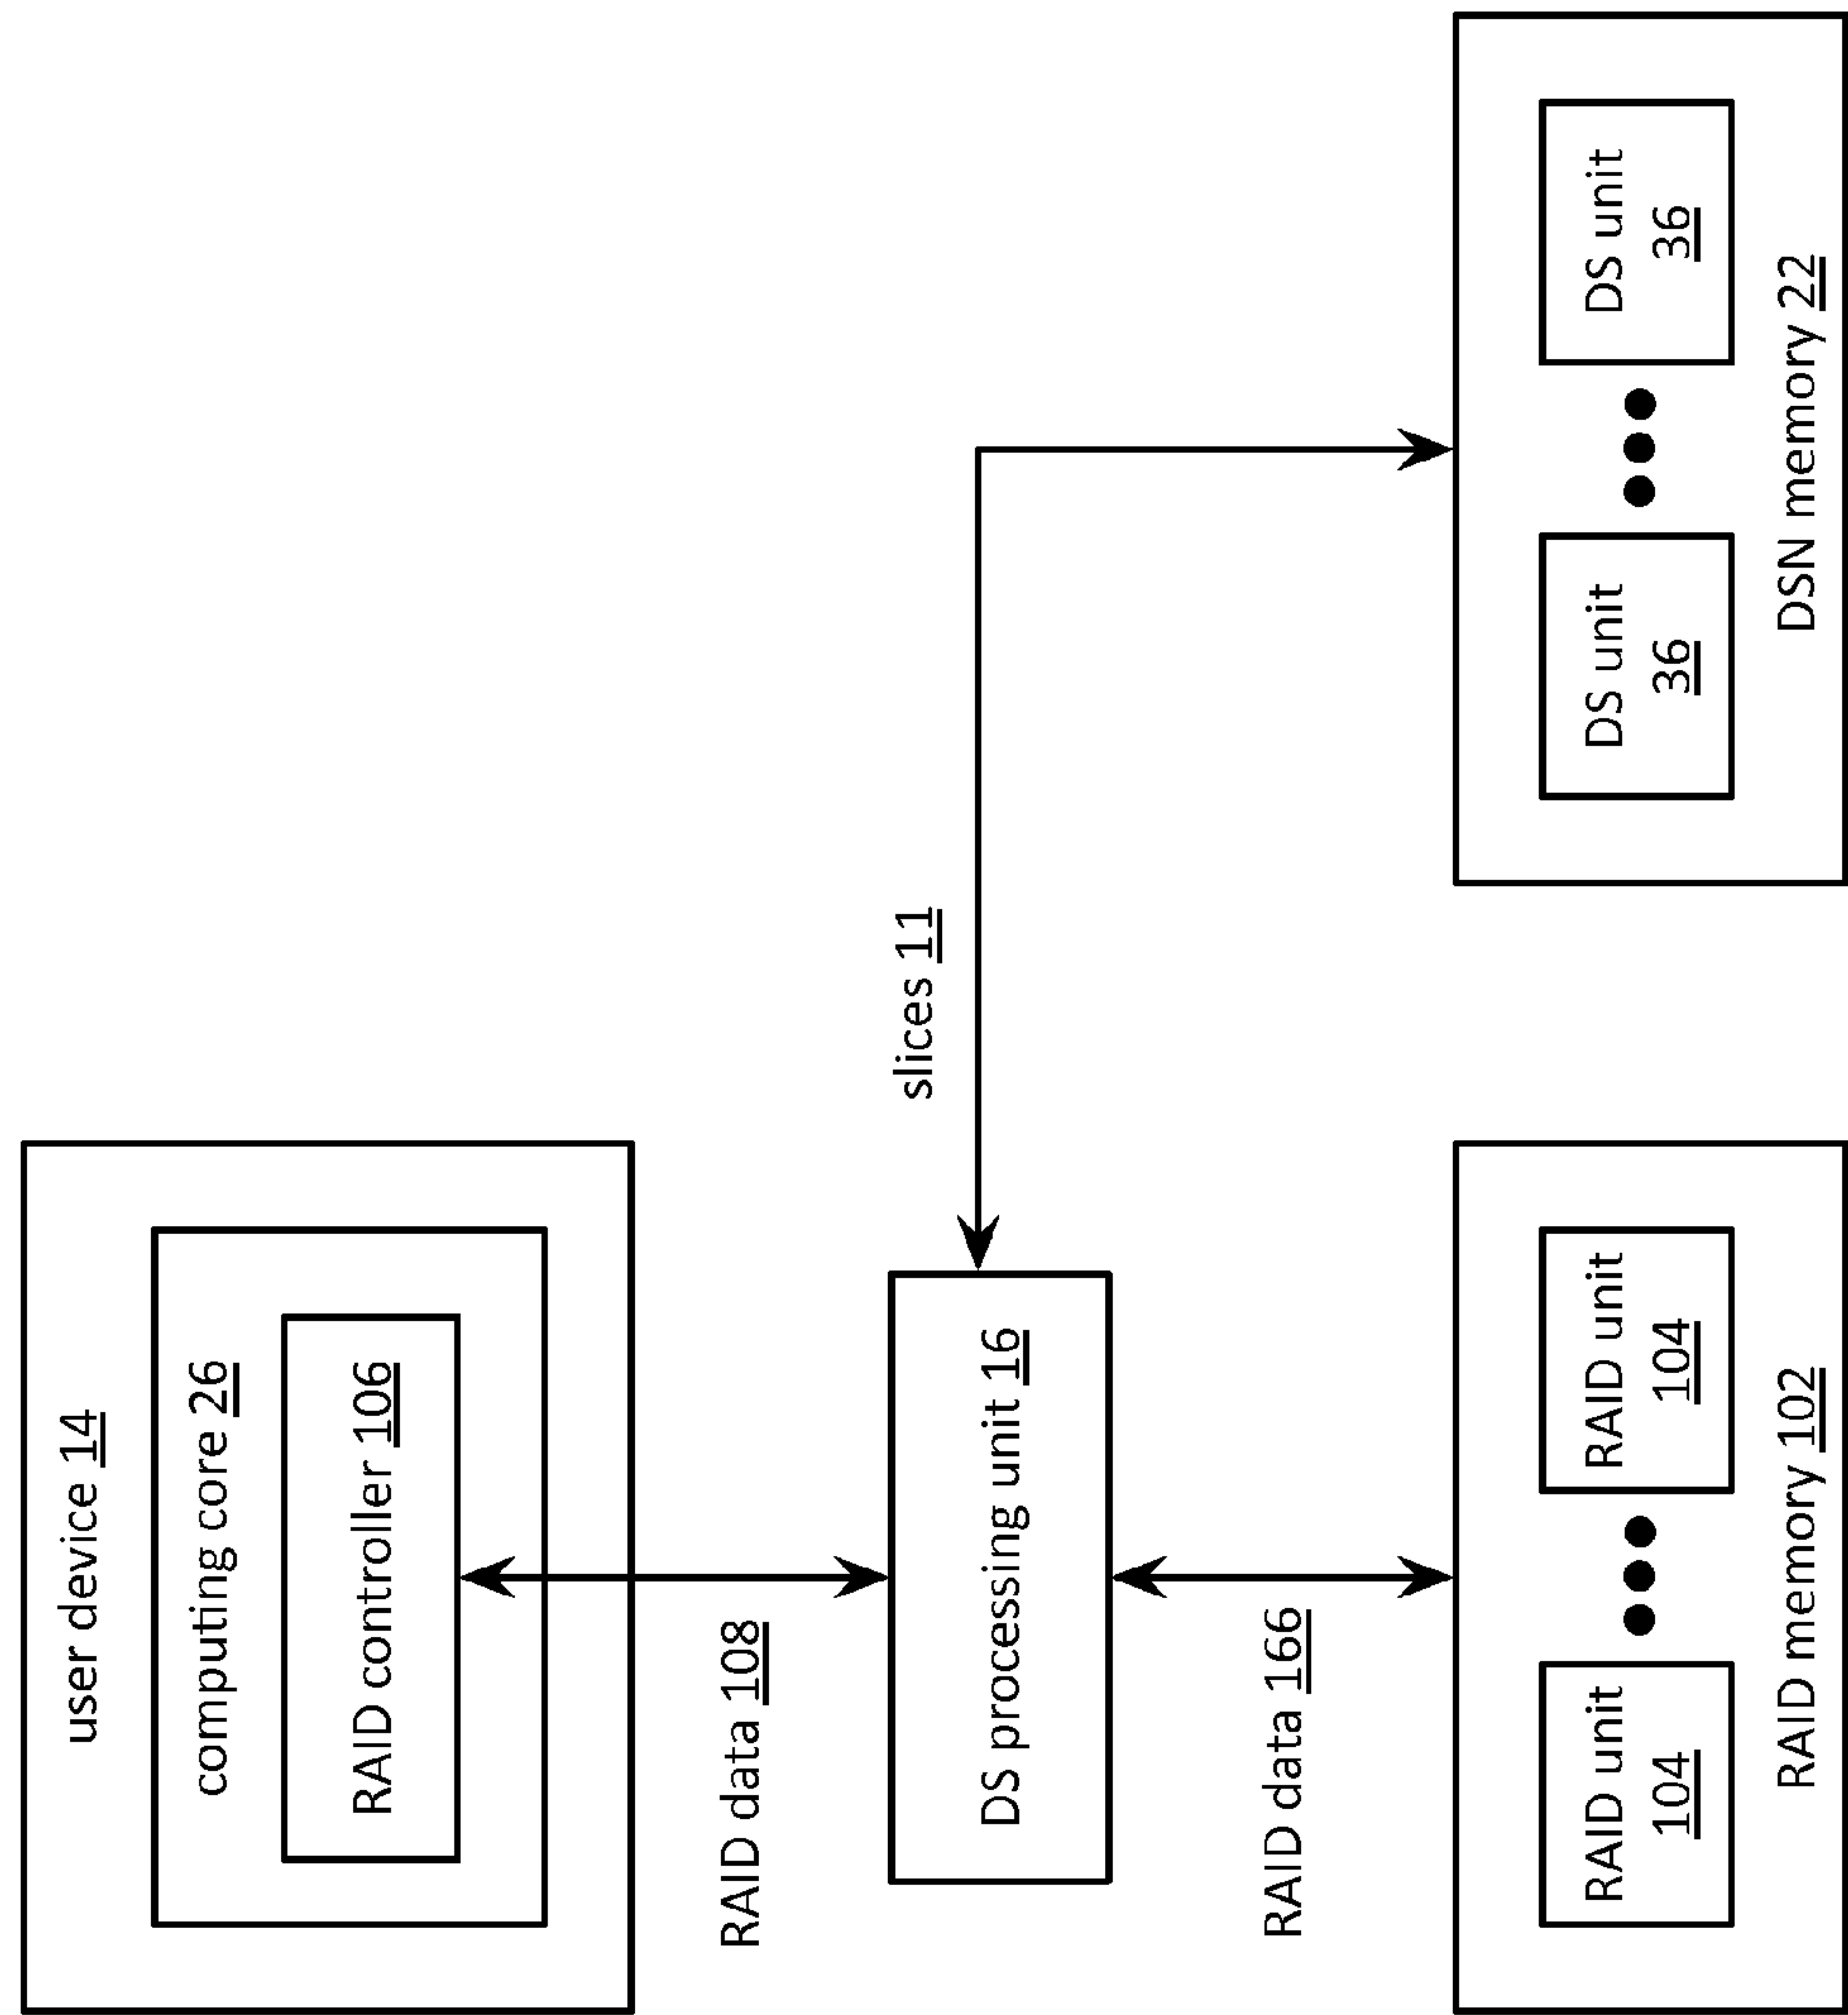 user device 14
computing core 26
RAID controller 106
RAID data 108
slices 11
DS processing unit 16
RAID data 166
RAID unit
104
RAID unit
104
RAID memory 102
DS unit
36
DS unit
36
DSN memory 22